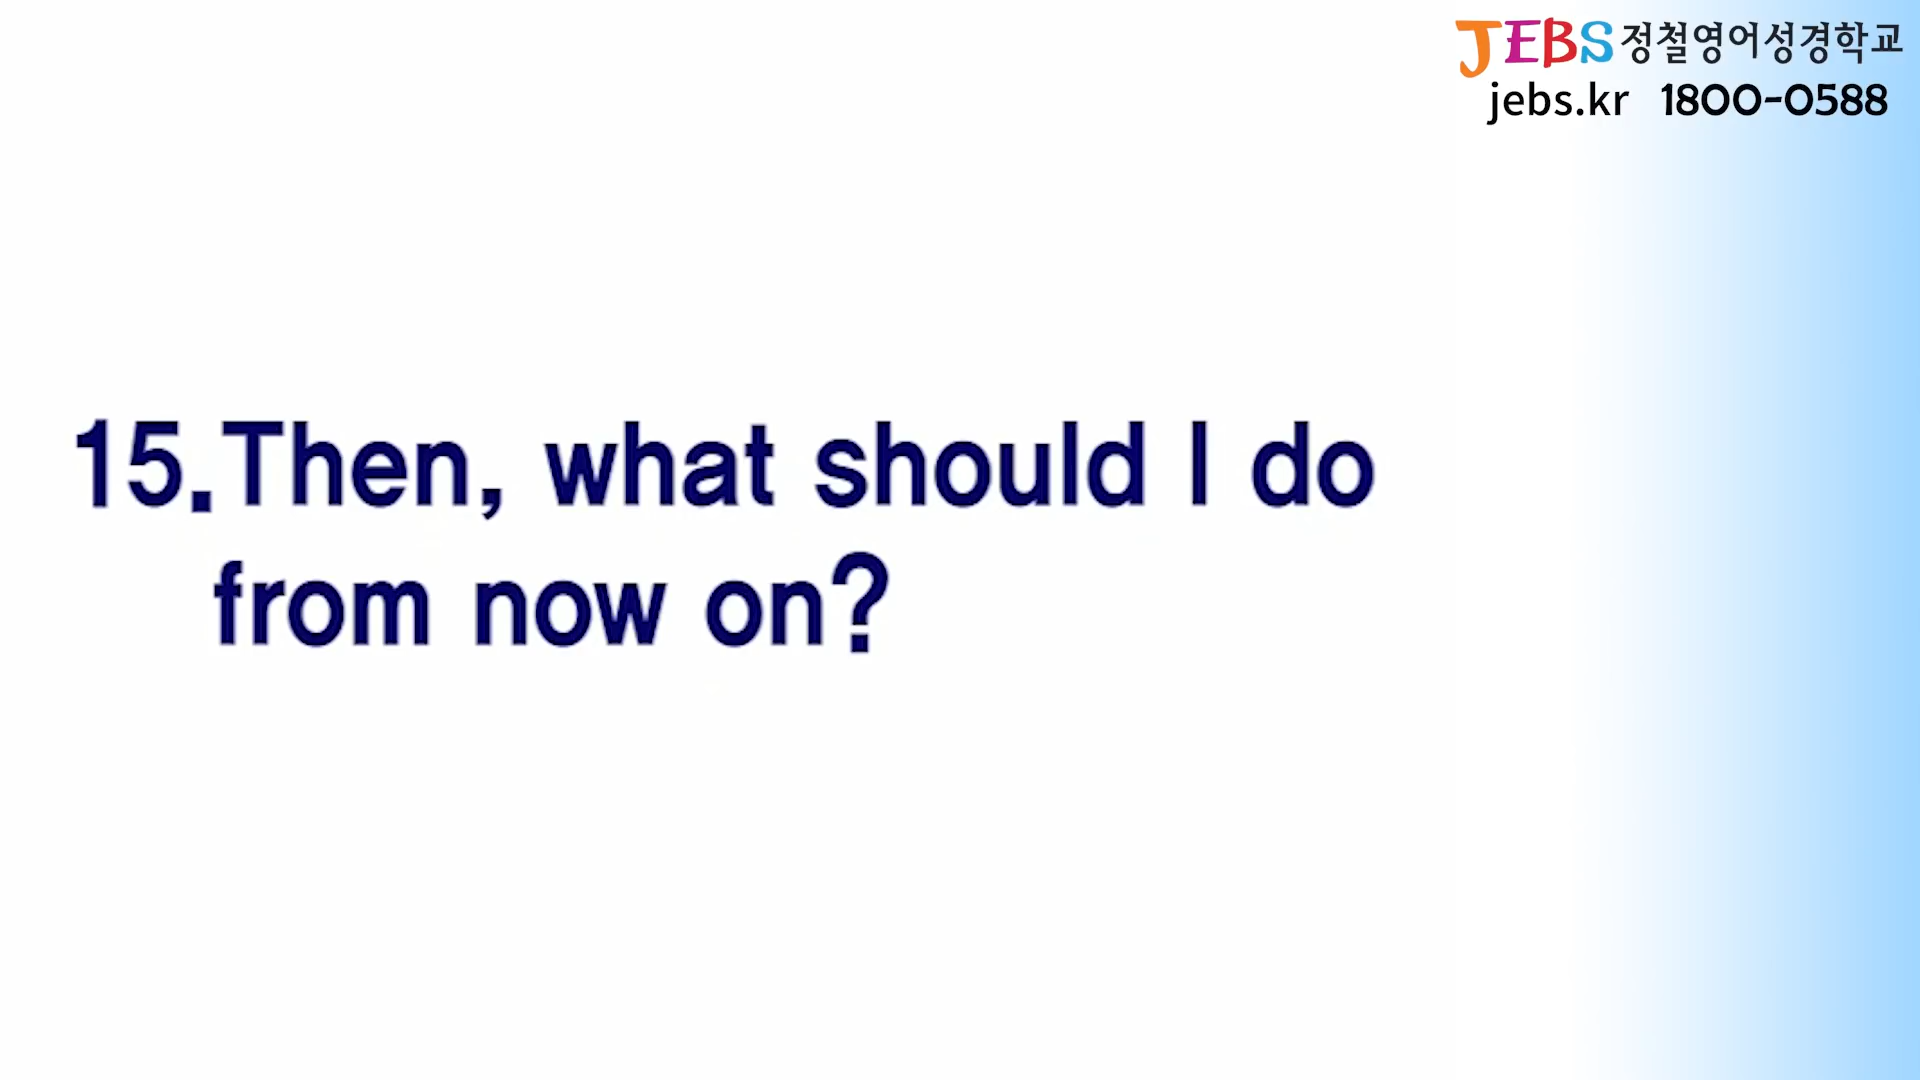 JEBS 정철영어성경학교
jebs.kr 1800-0588
15.Then, what should I do
from now on?